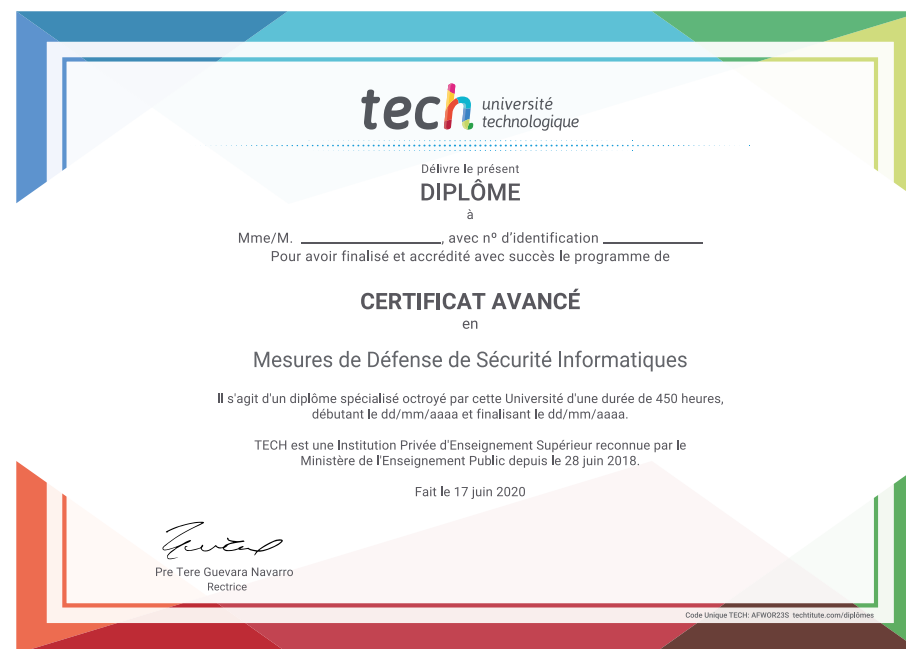 tech université
technologique
Délivre le présent
DIPLÔME
à
Mme/M. ____________________, avec nº d'identification ______________
Pour avoir finalisé et accrédité avec succès le programme de
CERTIFICAT AVANCÉ
en
Mesures de Défense de Sécurité Informatiques
Il s'agit d'un diplôme spécialisé octroyé par cette Université d'une durée de 450 heures,
débutant le dd/mm/aaaa et finalisant le dd/mm/aaaa.
TECH est une Institution Privée d'Enseignement Supérieur reconnue par le
Ministère de l'Enseignement Public depuis le 28 juin 2018.
Fait le 17 juin 2020
Pre Tere Guevara Navarro
Rectrice
Code Unique TECH: AFWOR23S techtitute.com/diplômes